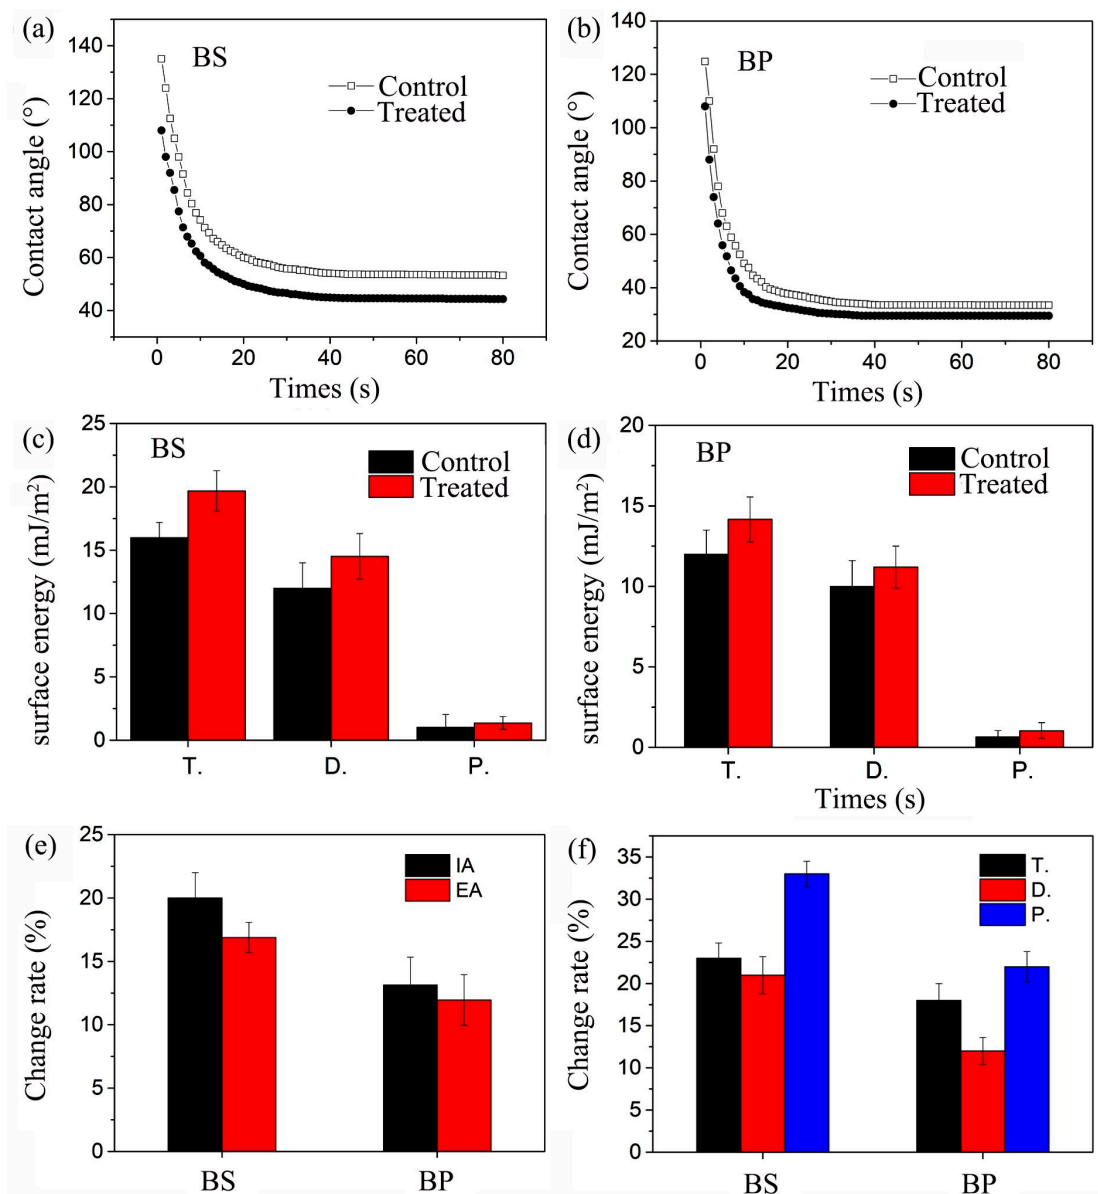 (a)
BS
Control
Treated
Contact angle (°)
140
120
100
80
60
40
0 20 40 60 80
Times (s)
(b)
BP
Control
Treated
Contact angle (°)
140
120
100
80
60
40
20
0 20 40 60 80
Times (s)
(c)
BS
Control
Treated
surface energy (mJ/m²)
25
20
15
10
5
0
T. D. P.
(d)
BP
Control
Treated
surface energy (mJ/m²)
20
15
10
5
0
T. D. P.
Times (s)
(e)
IA
EA
Change rate (%)
25
20
15
10
5
0
BS BP
(f)
T.
D.
P.
Change rate (%)
35
30
25
20
15
10
5
0
BS BP